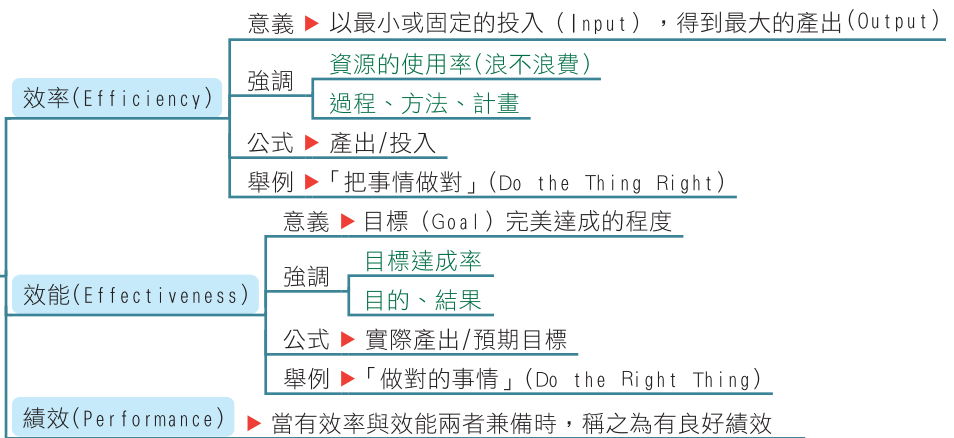 效率(Efficiency)
意義 ▶ 以最小或固定的投入（Input），得到最大的產出(Output)
強調
資源的使用率(浪不浪費)
過程、方法、計畫
公式 ▶ 產出/投入
舉例 ▶「把事情做對」(Do the Thing Right)
效能(Effectiveness)
意義 ▶ 目標（Goal）完美達成的程度
強調
目標達成率
目的、結果
公式 ▶ 實際產出/預期目標
舉例 ▶「做對的事情」(Do the Right Thing)
績效(Performance) ▶ 當有效率與效能兩者兼備時，稱之為有良好績效